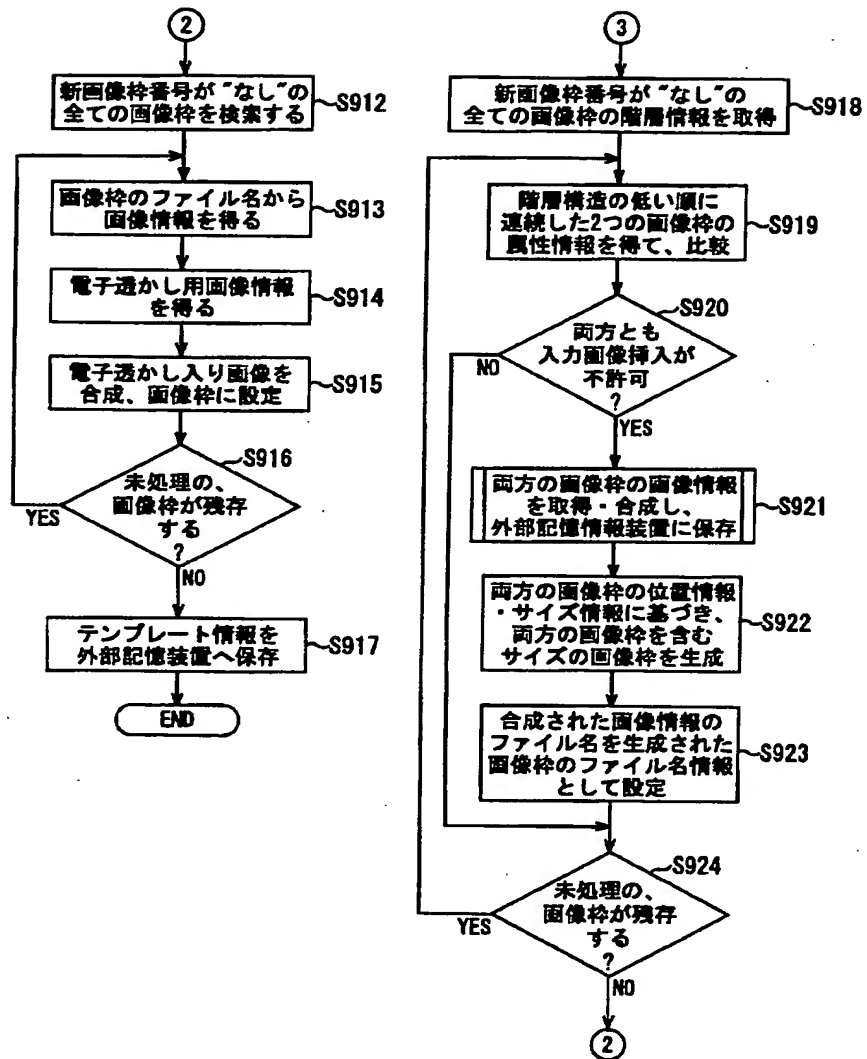 2
新画像枠番号が"なし"の
全ての画像枠を検索する
S912
画像枠のファイル名から
画像情報を得る
S913
電子透かし用画像情報
を得る
S914
電子透かし入り画像を
合成、画像枠に設定
S915
S916
未処理の、
画像枠が残存
する
?
YES
NO
テンプレート情報を
外部記憶装置へ保存
S917
END
3
新画像枠番号が"なし"の
全ての画像枠の階層情報を取得
S918
階層構造の低い順に
連続した2つの画像枠の
属性情報を得て、比較
S919
S920
両方とも
入力画像挿入が
不許可
?
NO
YES
両方の画像枠の画像情報
を取得・合成し、
外部記憶情報装置に保存
S921
両方の画像枠の位置情報
・サイズ情報に基づき、
両方の画像枠を含む
サイズの画像枠を生成
S922
合成された画像情報の
ファイル名を生成された
画像枠のファイル名情報
として設定
S923
S924
未処理の、
画像枠が残存
する
?
YES
NO
2